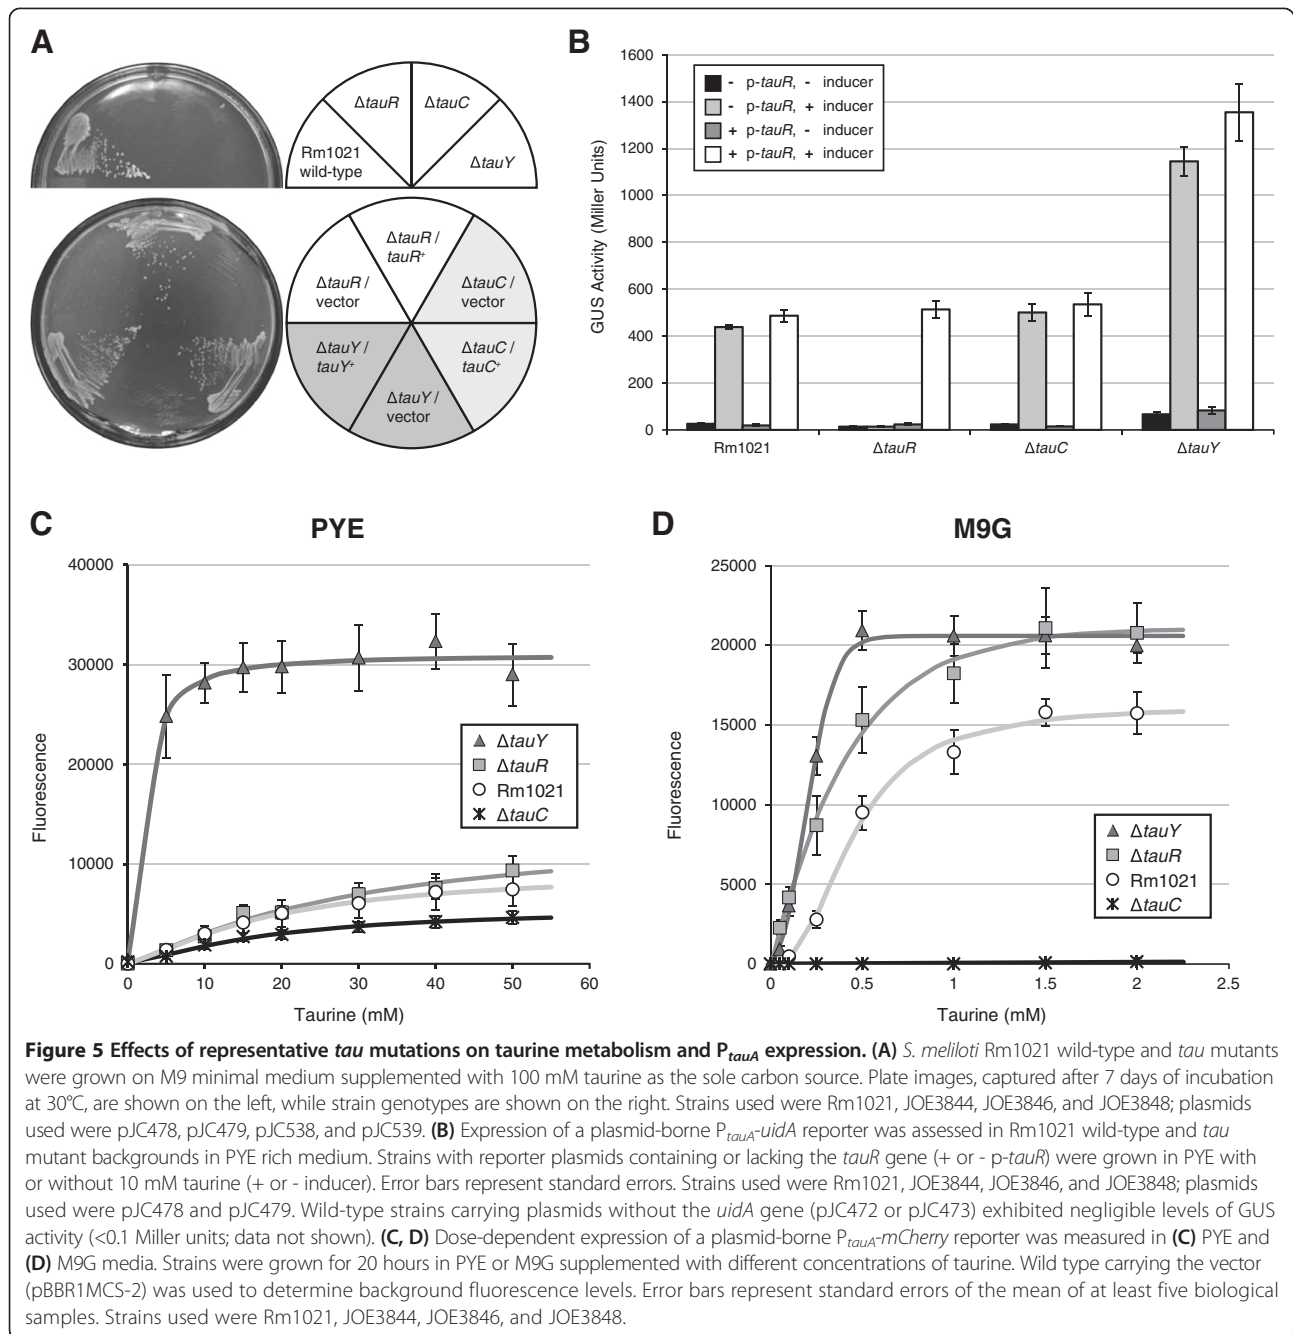 A
ΔtauR
ΔtauC
Rm1021
wild-type
ΔtauY
ΔtauR /
tauR+
ΔtauR /
vector
ΔtauC /
vector
ΔtauY /
tauY+
ΔtauC /
tauC+
ΔtauY /
vector
B
GUS Activity (Miller Units)
1600
1400
1200
1000
800
600
400
200
0
- p-tauR, - inducer
- p-tauR, + inducer
+ p-tauR, - inducer
+ p-tauR, + inducer
Rm1021
ΔtauR
ΔtauC
ΔtauY
C
PYE
Fluorescence
40000
30000
20000
10000
0
ΔtauY
ΔtauR
Rm1021
ΔtauC
0 10 20 30 40 50 60
Taurine (mM)
D
M9G
Fluorescence
25000
20000
15000
10000
5000
0
ΔtauY
ΔtauR
Rm1021
ΔtauC
0 0.5 1 1.5 2 2.5
Taurine (mM)
Figure 5 Effects of representative tau mutations on taurine metabolism and PtauA expression. (A) S. meliloti Rm1021 wild-type and tau mutants
were grown on M9 minimal medium supplemented with 100 mM taurine as the sole carbon source. Plate images, captured after 7 days of incubation
at 30°C, are shown on the left, while strain genotypes are shown on the right. Strains used were Rm1021, JOE3844, JOE3846, and JOE3848; plasmids
used were pJC478, pJC479, pJC538, and pJC539. (B) Expression of a plasmid-borne PtauA-uidA reporter was assessed in Rm1021 wild-type and tau
mutant backgrounds in PYE rich medium. Strains with reporter plasmids containing or lacking the tauR gene (+ or - p-tauR) were grown in PYE with
or without 10 mM taurine (+ or - inducer). Error bars represent standard errors. Strains used were Rm1021, JOE3844, JOE3846, and JOE3848; plasmids
used were pJC478 and pJC479. Wild-type strains carrying plasmids without the uidA gene (pJC472 or pJC473) exhibited negligible levels of GUS
activity (<0.1 Miller units; data not shown). (C, D) Dose-dependent expression of a plasmid-borne PtauA-mCherry reporter was measured in (C) PYE and
(D) M9G media. Strains were grown for 20 hours in PYE or M9G supplemented with different concentrations of taurine. Wild type carrying the vector
(pBBR1MCS-2) was used to determine background fluorescence levels. Error bars represent standard errors of the mean of at least five biological
samples. Strains used were Rm1021, JOE3844, JOE3846, and JOE3848.